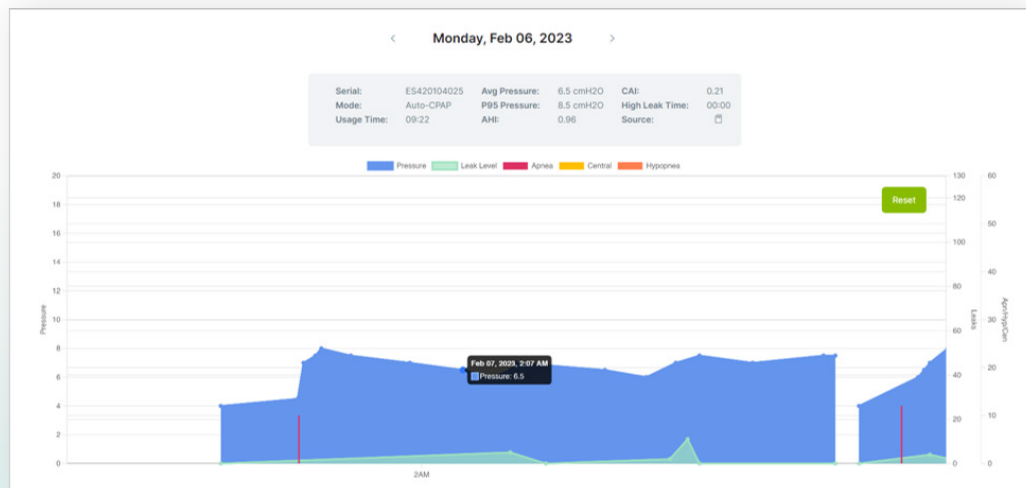 Monday, Feb 06, 2023
Serial: ES420104025 Avg Pressure: 6.5 cmH2O CAI: 0.21
Mode: Auto-CPAP P95 Pressure: 8.5 cmH2O High Leak Time: 00:00
Usage Time: 09:22 AHI: 0.96 Source:
Pressure Leak Level Apnea Central Hypopnea
20 130 60
18 120
Reset
16 50
14 100
12 80 40
10 30
Pressure Leaks Apn/Hyp/Cen
8 60
Feb 07, 2023, 2:07 AM
Pressure: 6.5
6 40 20
4
2 20 10
0 0 0
2AM